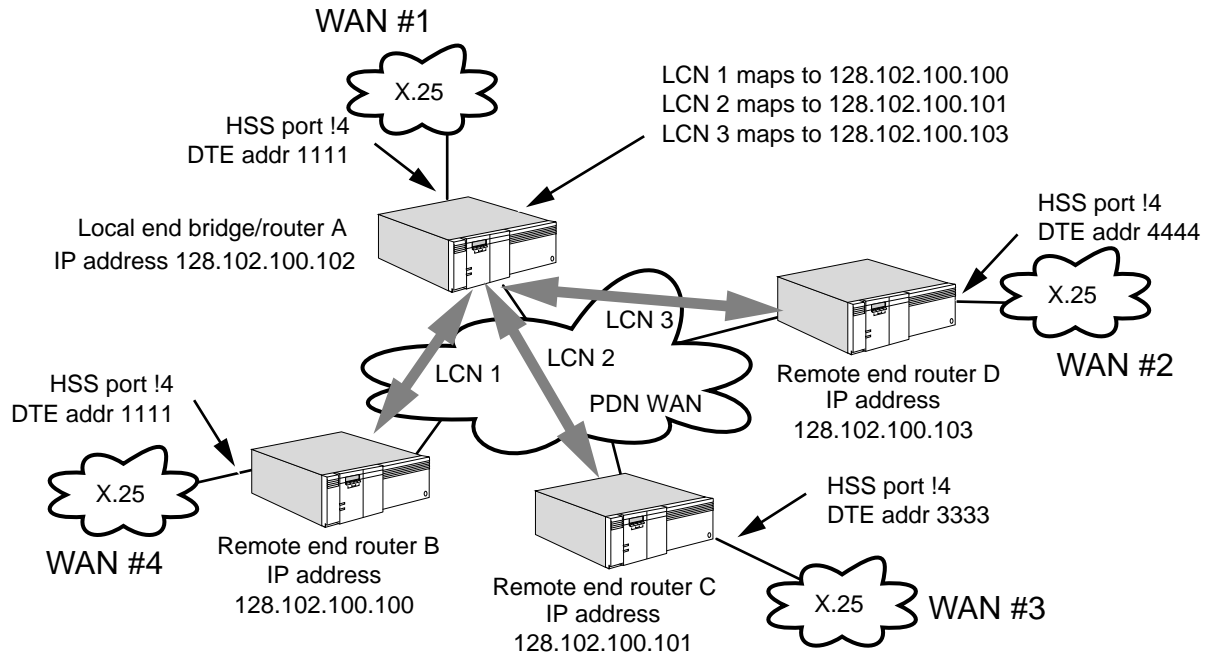 WAN #1
X.25
HSS port !4
DTE addr 1111
LCN 1 maps to 128.102.100.100
LCN 2 maps to 128.102.100.101
LCN 3 maps to 128.102.100.103
Local end bridge/router A
IP address 128.102.100.102
HSS port !4
DTE addr 4444
X.25
WAN #2
LCN 3
LCN 2
LCN 1
PDN WAN
Remote end router D
IP address
128.102.100.103
HSS port !4
DTE addr 1111
X.25
WAN #4
Remote end router B
IP address
128.102.100.100
HSS port !4
DTE addr 3333
Remote end router C
IP address
128.102.100.101
X.25
WAN #3